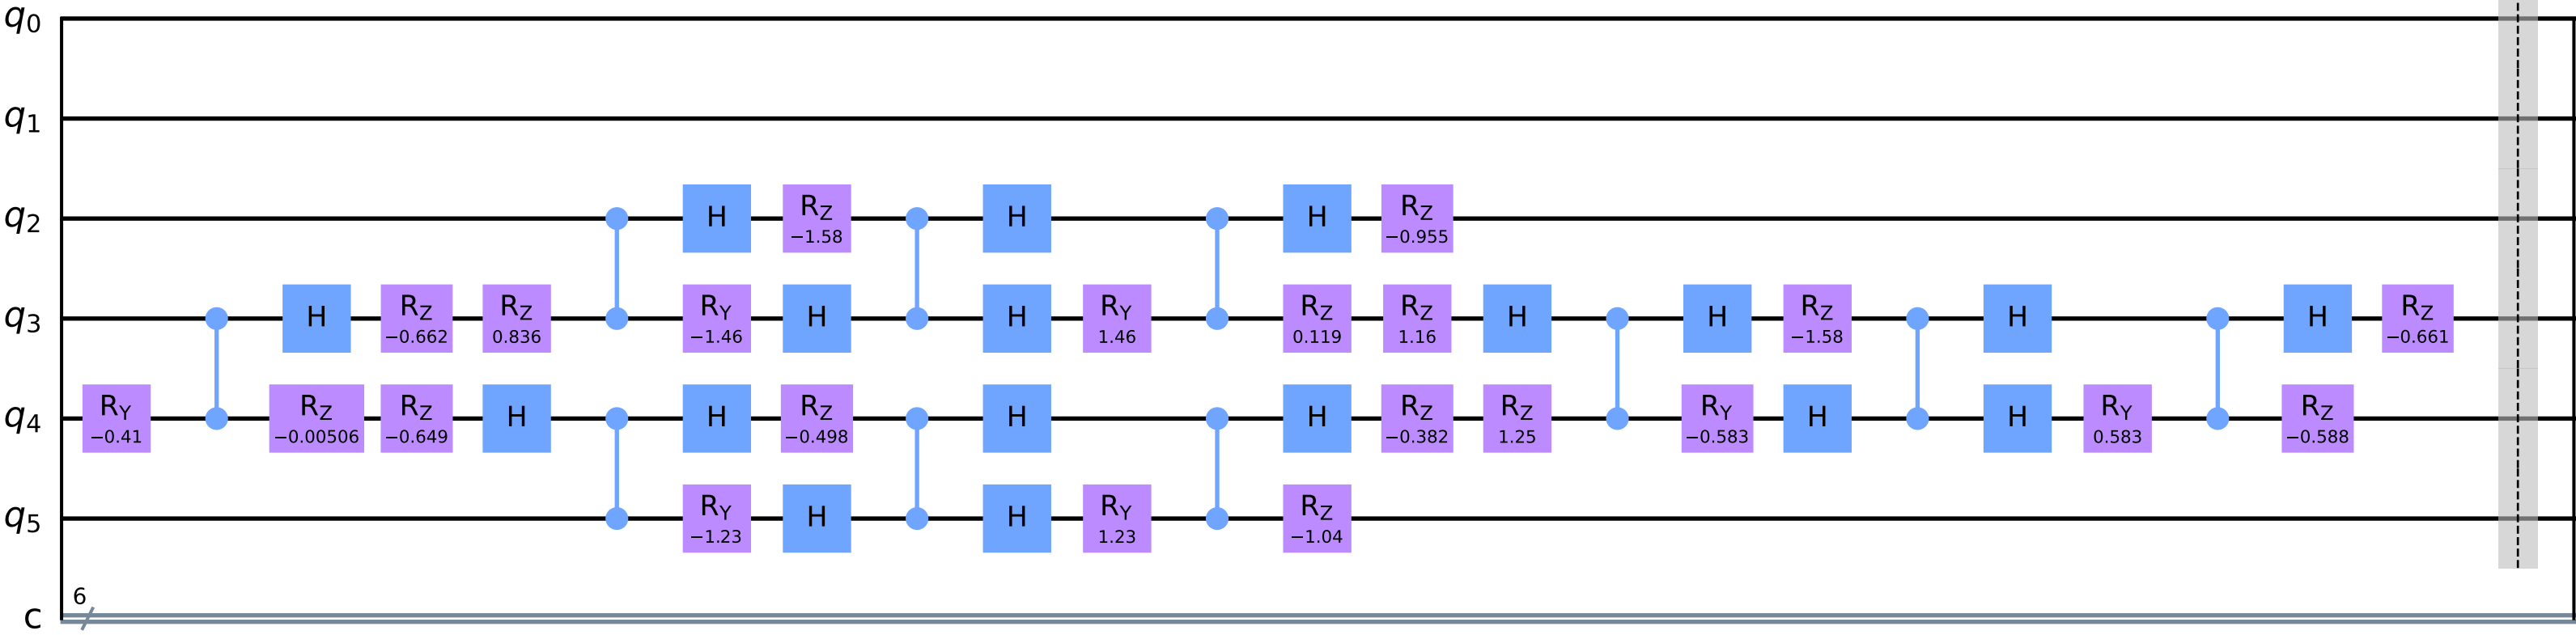 q0
q1
q2 H RZ −1.58 H H RZ −0.955
q3 H RZ −0.662 RZ 0.836 RY −1.46 H H RY 1.46 RZ 0.119 RZ 1.16 H H RZ −1.58 H H RZ −0.661
q4 RY −0.41 RZ −0.00506 RZ −0.649 H H RZ −0.498 H H RZ −0.382 RZ 1.25 RY −0.583 H H RY 0.583 RZ −0.588
q5 RY −1.23 H H RY 1.23 RZ −1.04
6
c